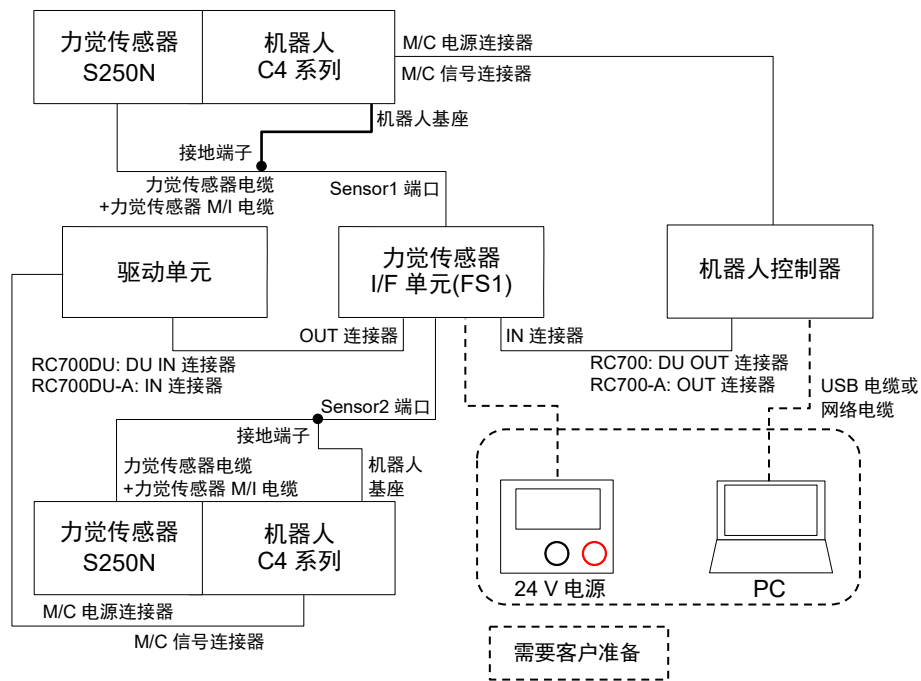 力觉传感器
S250N
机器人
C4 系列
M/C 电源连接器
M/C 信号连接器
机器人基座
接地端子
力觉传感器电缆
+力觉传感器 M/I 电缆
Sensor1 端口
驱动单元
力觉传感器
I/F 单元(FS1)
机器人控制器
OUT 连接器
IN 连接器
RC700DU: DU IN 连接器
RC700DU-A: IN 连接器
RC700: DU OUT 连接器
RC700-A: OUT 连接器
USB 电缆或
网络电缆
Sensor2 端口
接地端子
力觉传感器电缆
+力觉传感器 M/I 电缆
机器人
基座
力觉传感器
S250N
机器人
C4 系列
24 V 电源
PC
M/C 电源连接器
M/C 信号连接器
需要客户准备